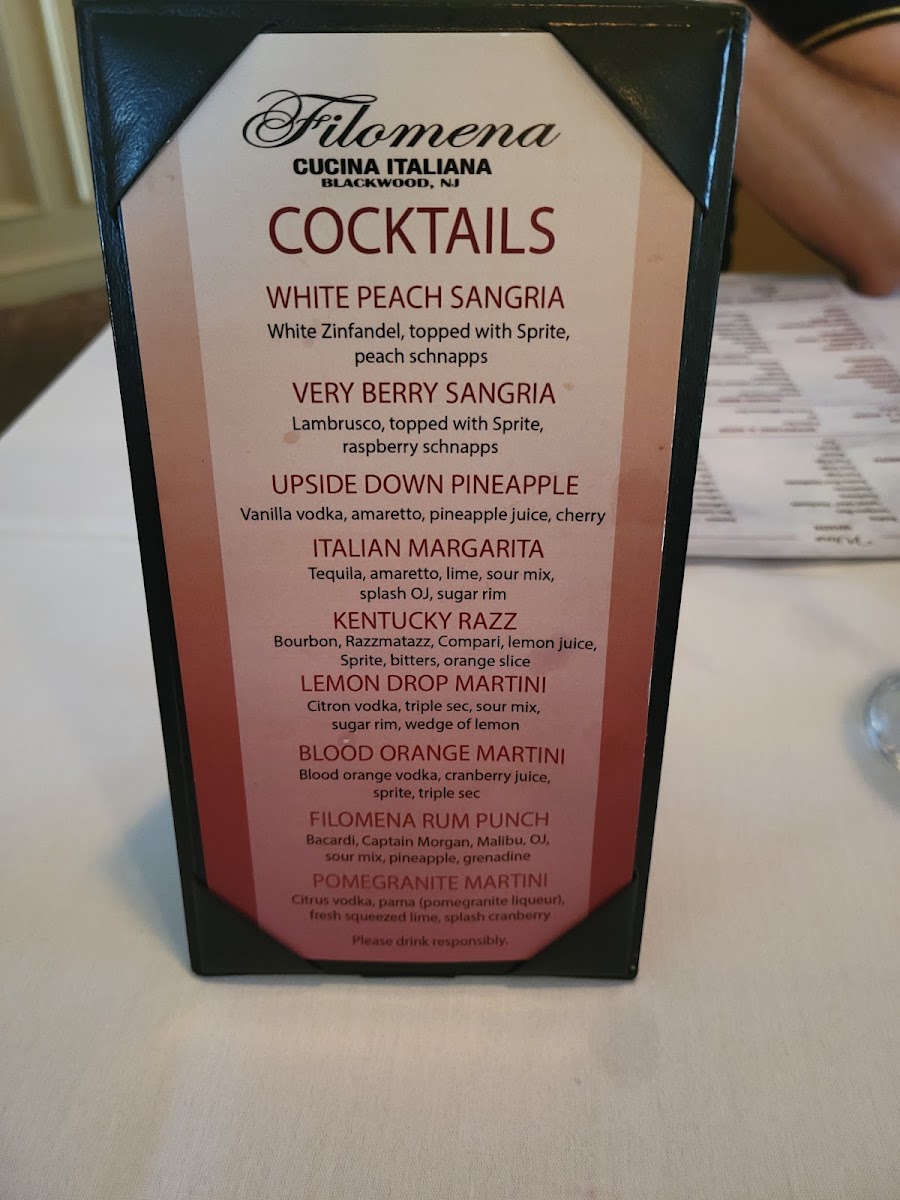 Filomena
CUCINA ITALIANA
BLACKWOOD, NJ
COCKTAILS
WHITE PEACH SANGRIA
White Zinfandel, topped with Sprite,
peach schnapps
VERY BERRY SANGRIA
Lambrusco, topped with Sprite,
raspberry schnapps
UPSIDE DOWN PINEAPPLE
Vanilla vodka, amaretto, pineapple juice, cherry
ITALIAN MARGARITA
Tequila, amaretto, lime, sour mix,
splash OJ, sugar rim
KENTUCKY RAZZ
Bourbon, Razzmatazz, Compari, lemon juice,
Sprite, bitters, orange slice
LEMON DROP MARTINI
Citron vodka, triple sec, sour mix,
sugar rim, wedge of lemon
BLOOD ORANGE MARTINI
Blood orange vodka, cranberry juice,
sprite, triple sec
FILOMENA RUM PUNCH
Bacardi, Captain Morgan, Malibu, OJ,
sour mix, pineapple, grenadine
POMEGRANITE MARTINI
Citrus vodka, pama (pomegranite liqueur),
fresh squeezed lime, splash cranberry
Please drink responsibly.